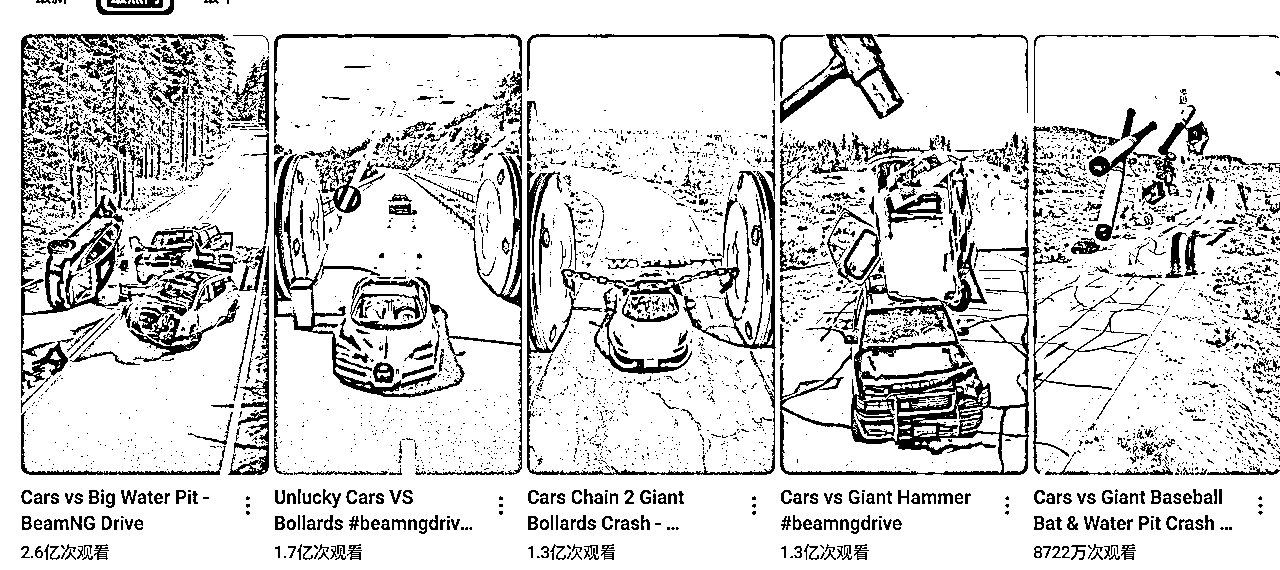 Cars vs Big Water Pit -
BeamNG Drive
2.6亿次观看
Unlucky Cars VS
Bollards #beamngdriv...
1.7亿次观看
Cars Chain 2 Giant
Bollards Crash - ...
1.3亿次观看
Cars vs Giant Hammer
#beamngdrive
1.3亿次观看
Cars vs Giant Baseball
Bat & Water Pit Crash ...
8722万次观看